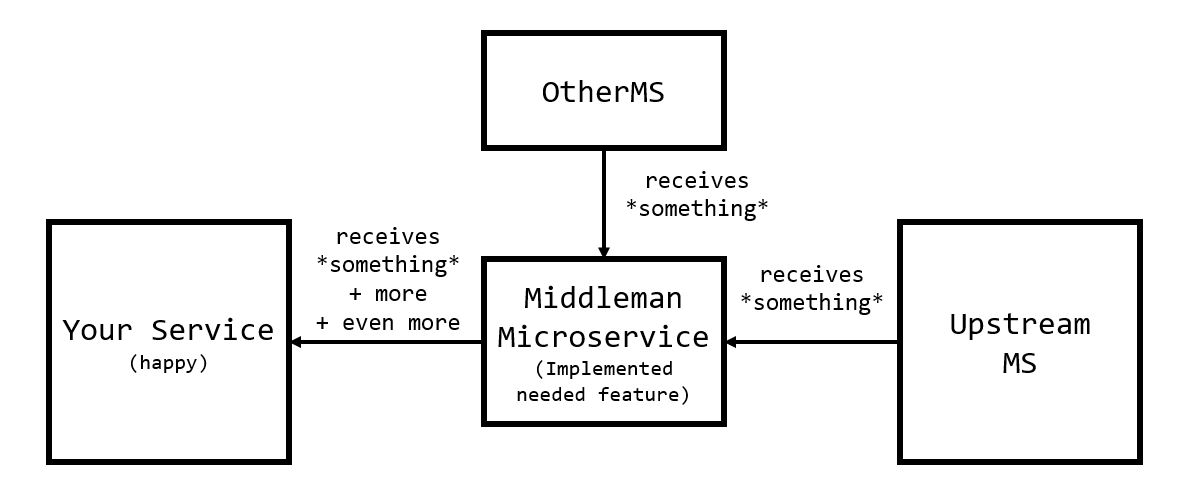 OtherMS
receives
*something*
receives
*something*
+ more
+ even more
receives
*something*
Your Service
(happy)
Middleman
Microservice
(Implemented
needed feature)
Upstream
MS